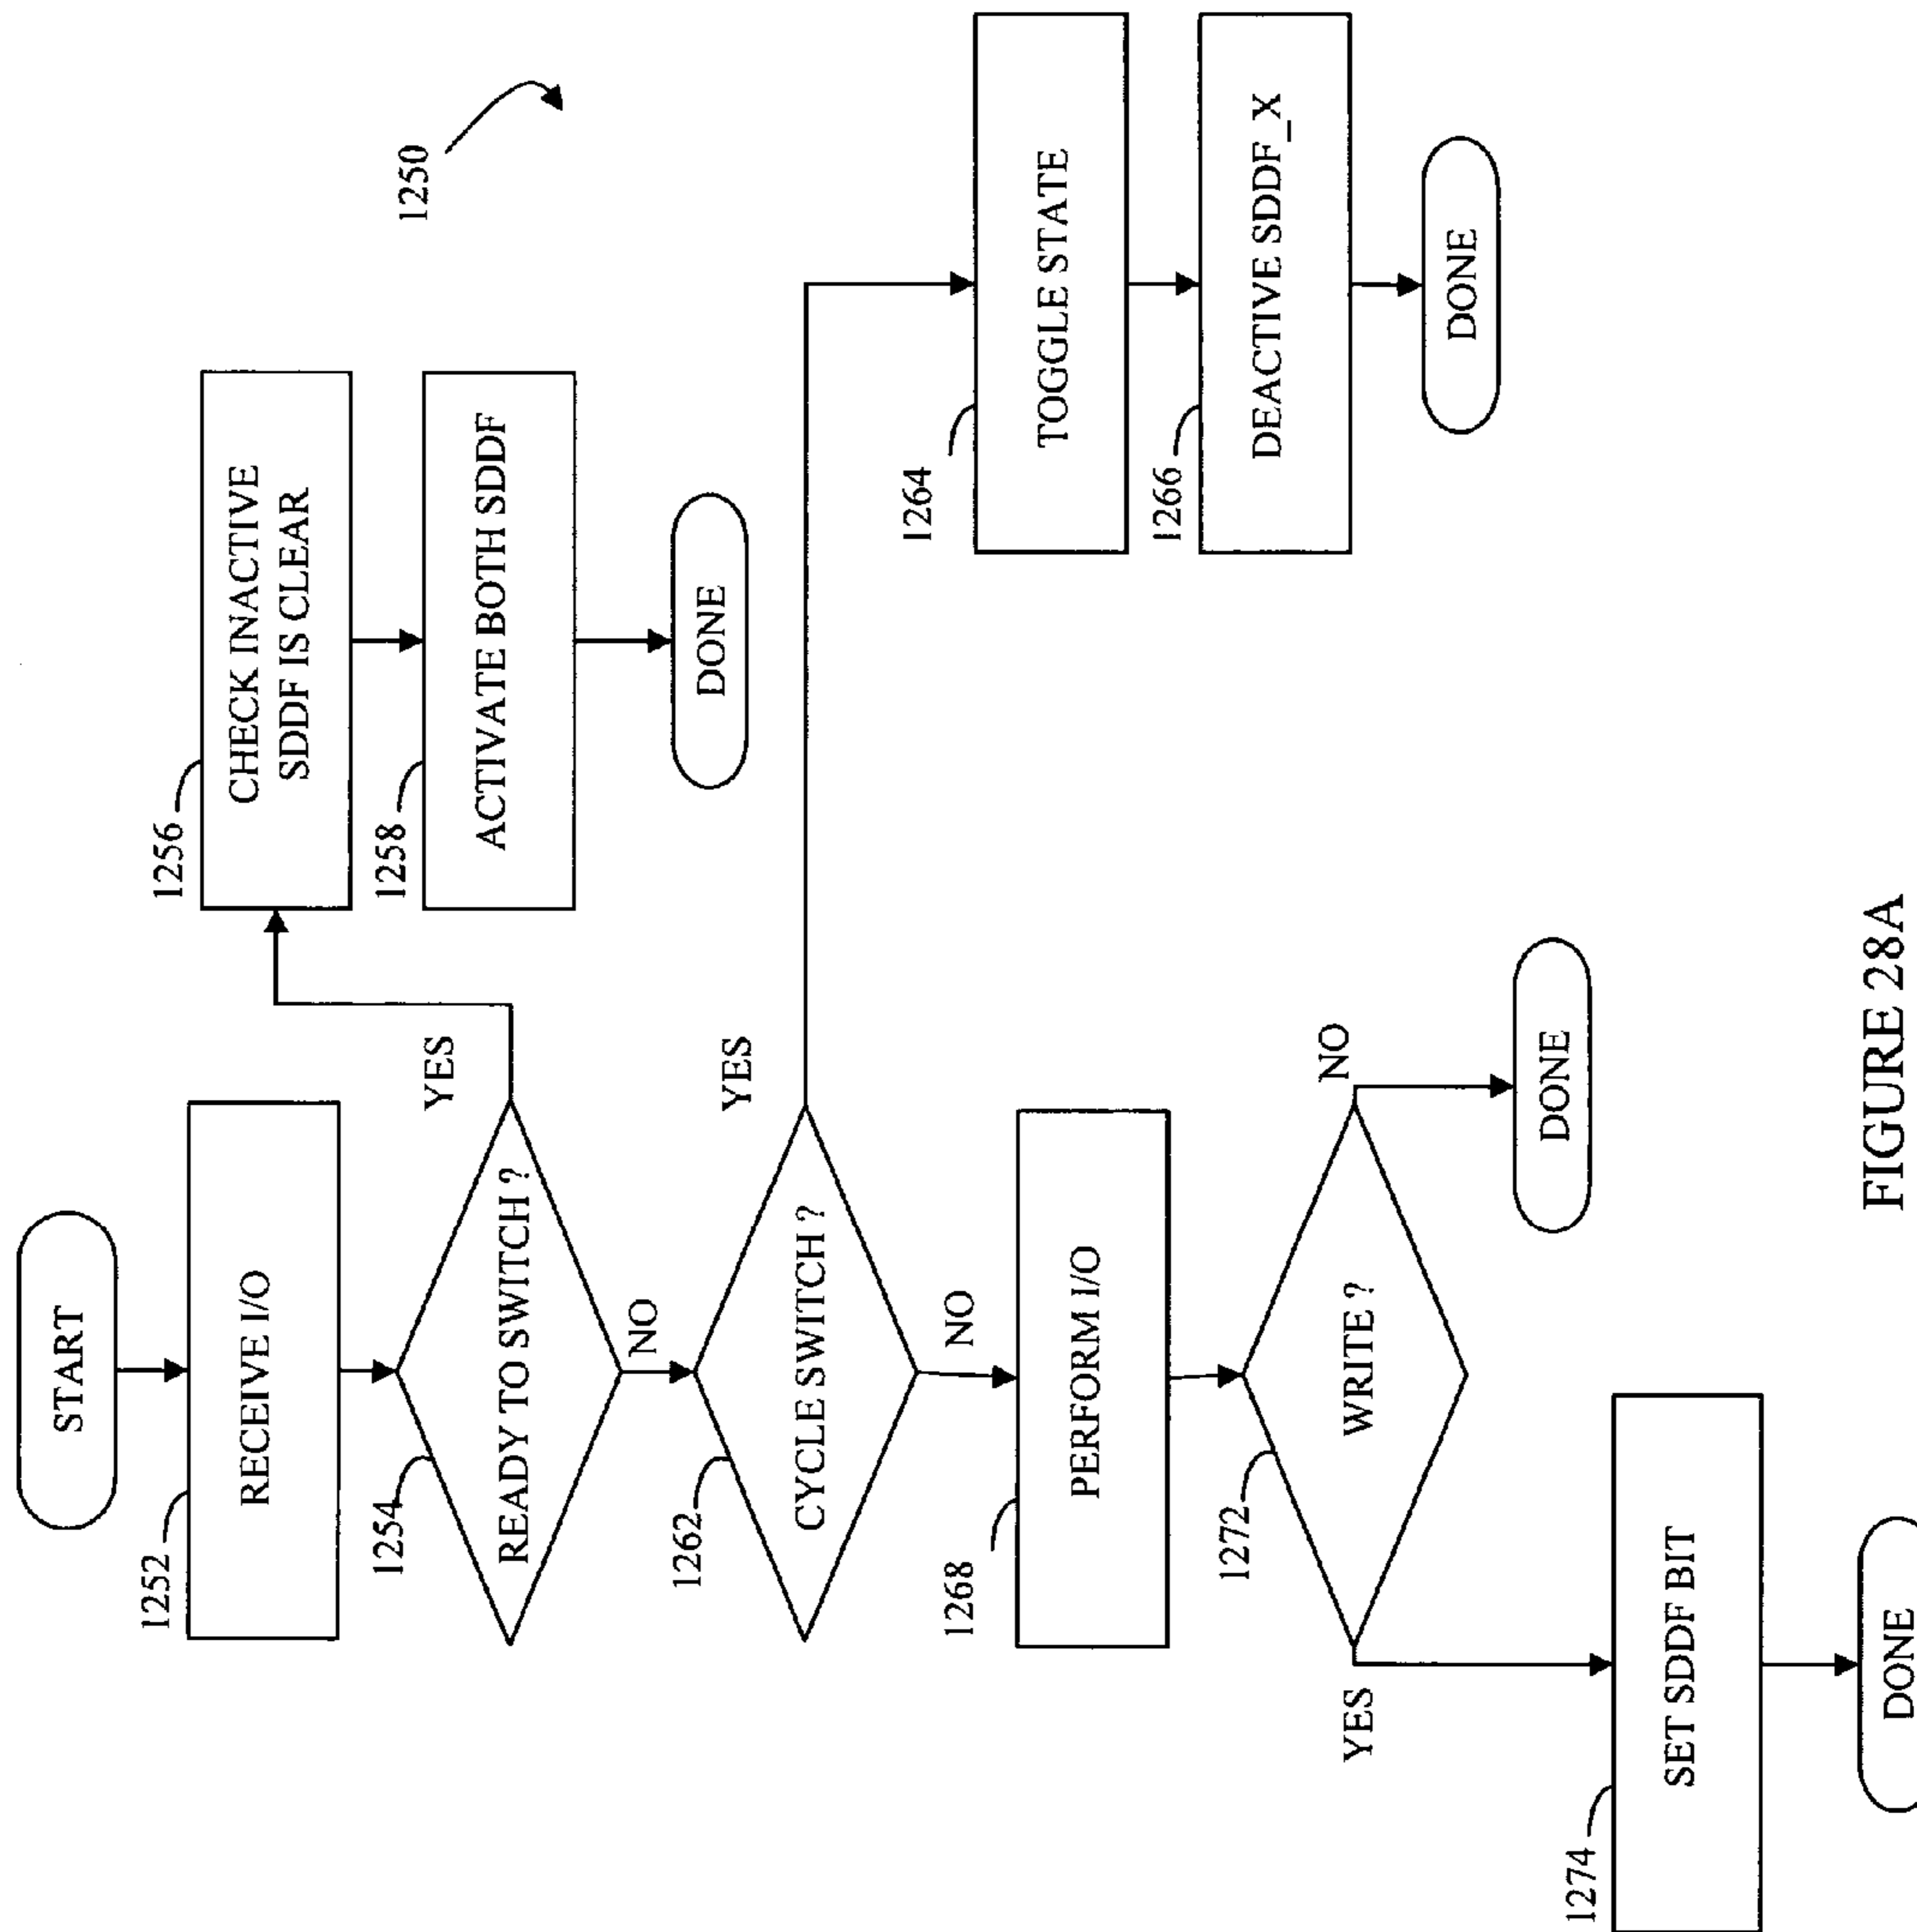 1250
START
1252
RECEIVE I/O
1254
READY TO SWITCH ?
YES
NO
1256
CHECK INACTIVE
SDDF IS CLEAR
1258
ACTIVATE BOTH SDDF
DONE
1262
CYCLE SWITCH ?
YES
NO
1264
TOGGLE STATE
1266
DEACTIVE SDDF_X
DONE
1268
PERFORM I/O
1272
WRITE ?
NO
DONE
YES
1274
SET SDDF BIT
DONE
FIGURE 28A